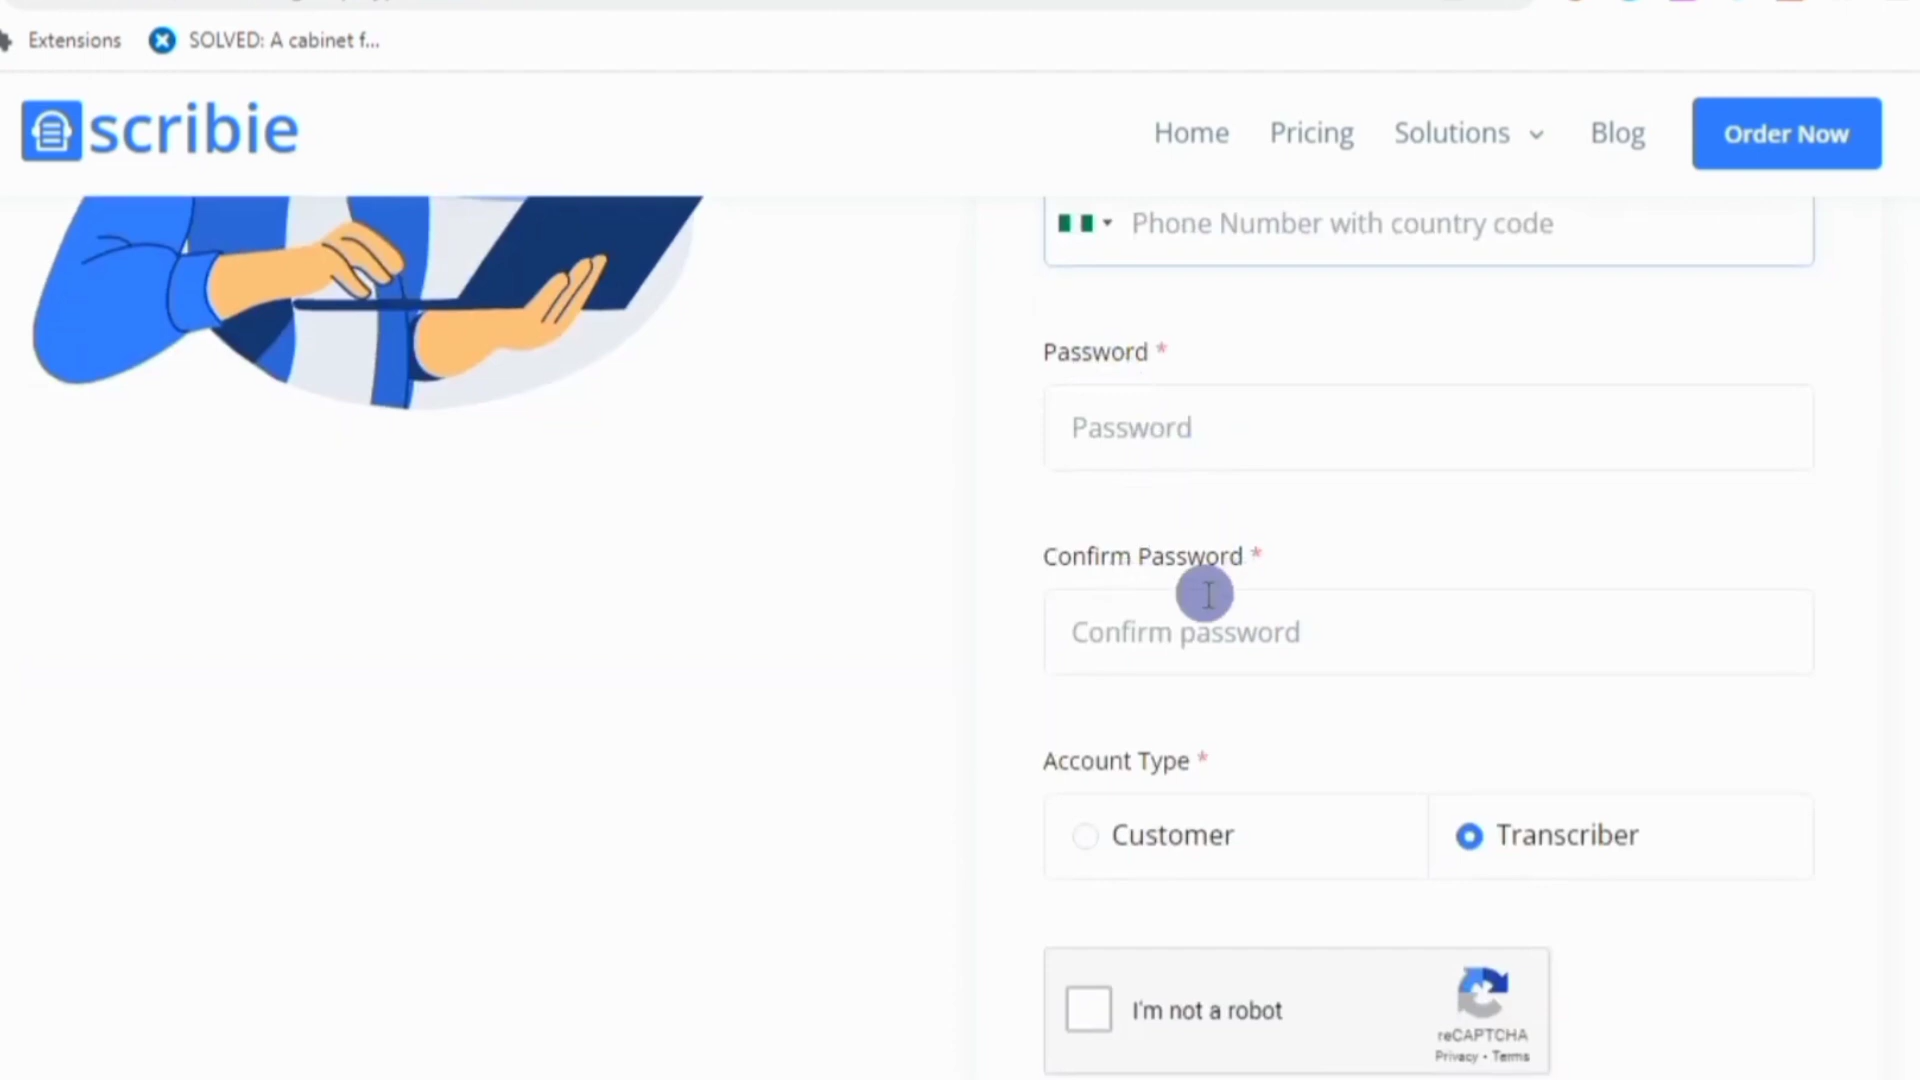 Extensions SOLVED: A cabinet f...
scribie Home Pricing Solutions Blog Order Now
Phone Number with country code
Password *
Password
Confirm Password *
Confirm password
Account Type *
Customer Transcriber
I'm not a robot
reCAPTCHA
Privacy • Terms